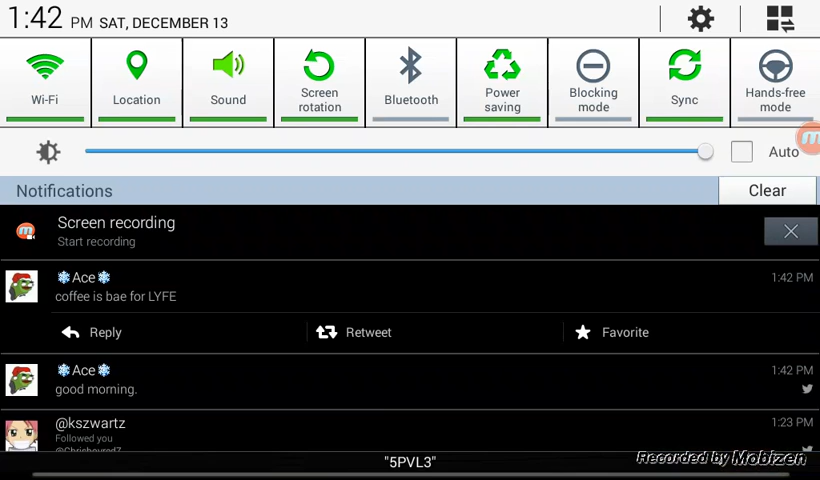 1:42 PM SAT, DECEMBER 13
Wi-Fi
Location
Sound
Screen rotation
Bluetooth
Power saving
Blocking mode
Sync
Hands-free mode
Auto
Notifications
Clear
Screen recording
Start recording
❄Ace❄
1:42 PM
coffee is bae for LYFE
Reply
Retweet
Favorite
❄Ace❄
1:42 PM
good morning.
@kszwartz
1:23 PM
Followed you
"5PVL3"
Recorded by Mobizen